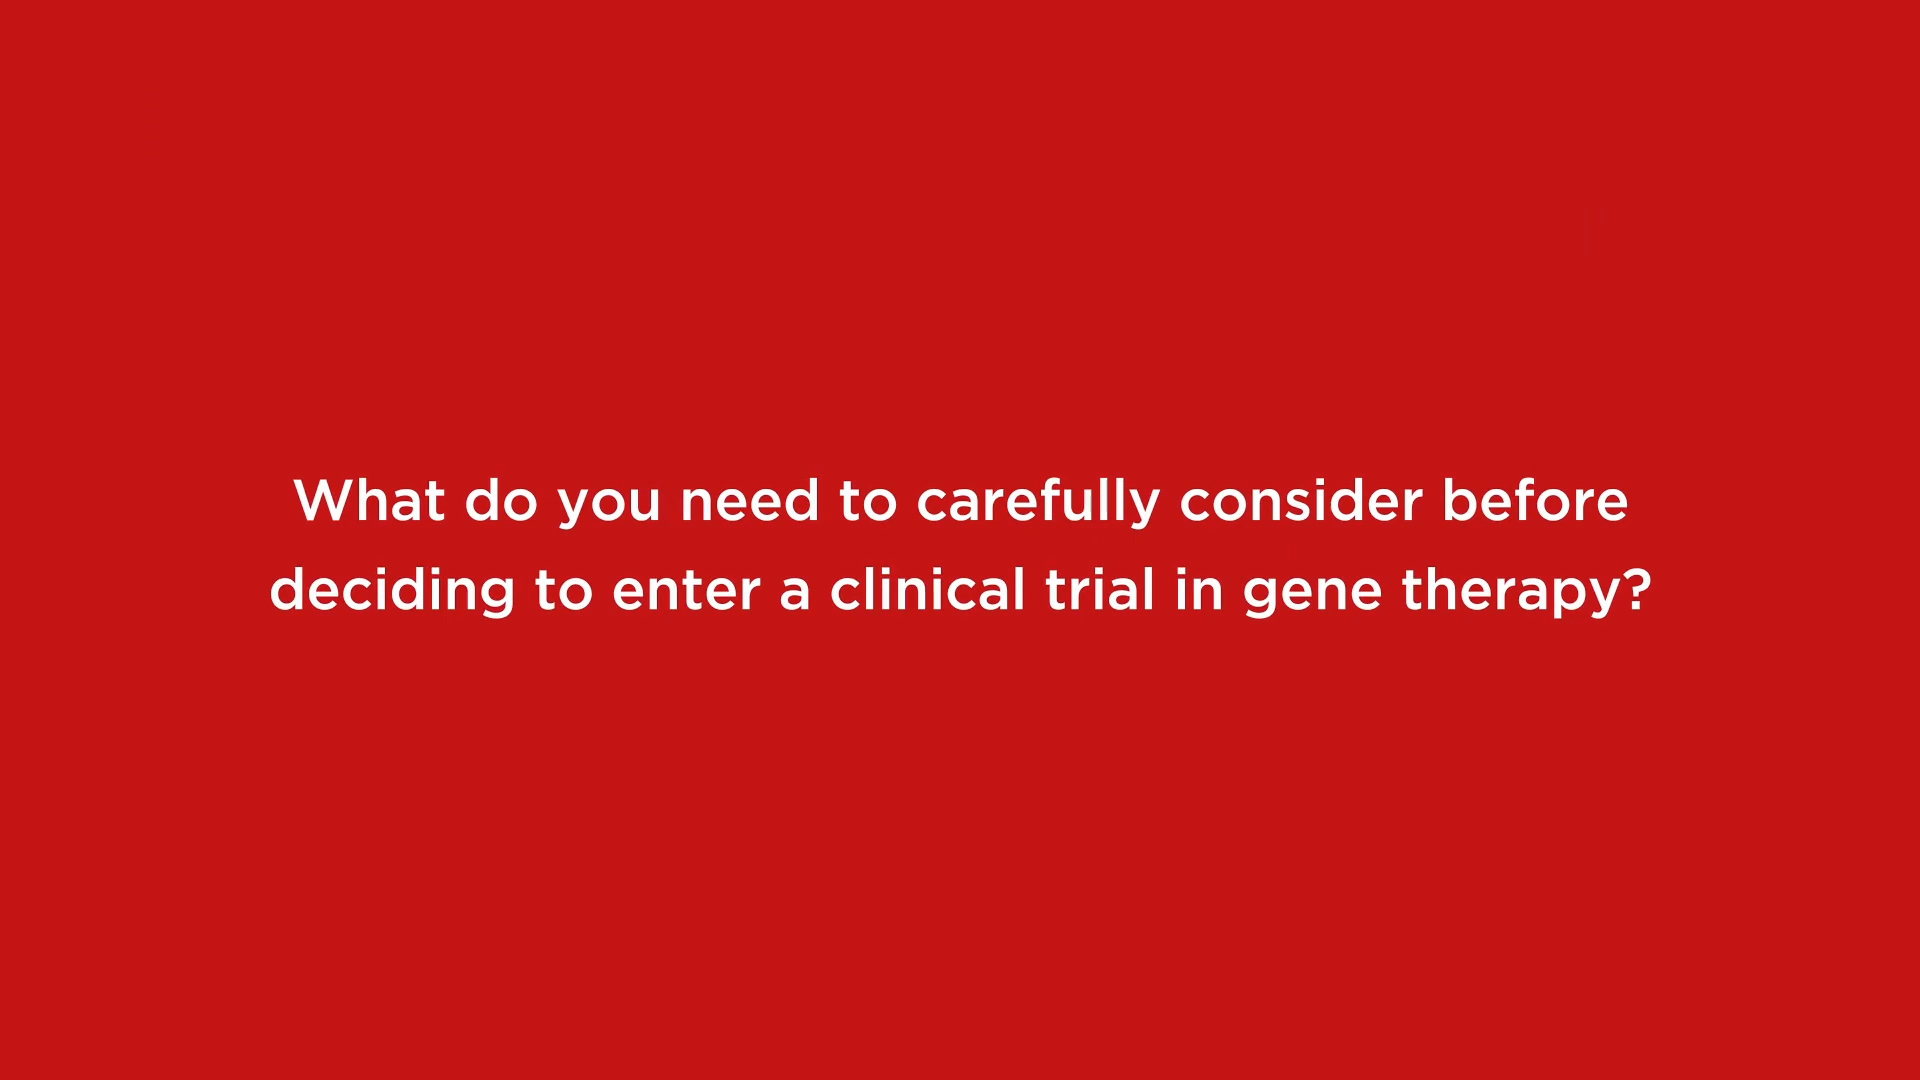 What do you need to carefully consider before
deciding to enter a clinical trial in gene therapy?